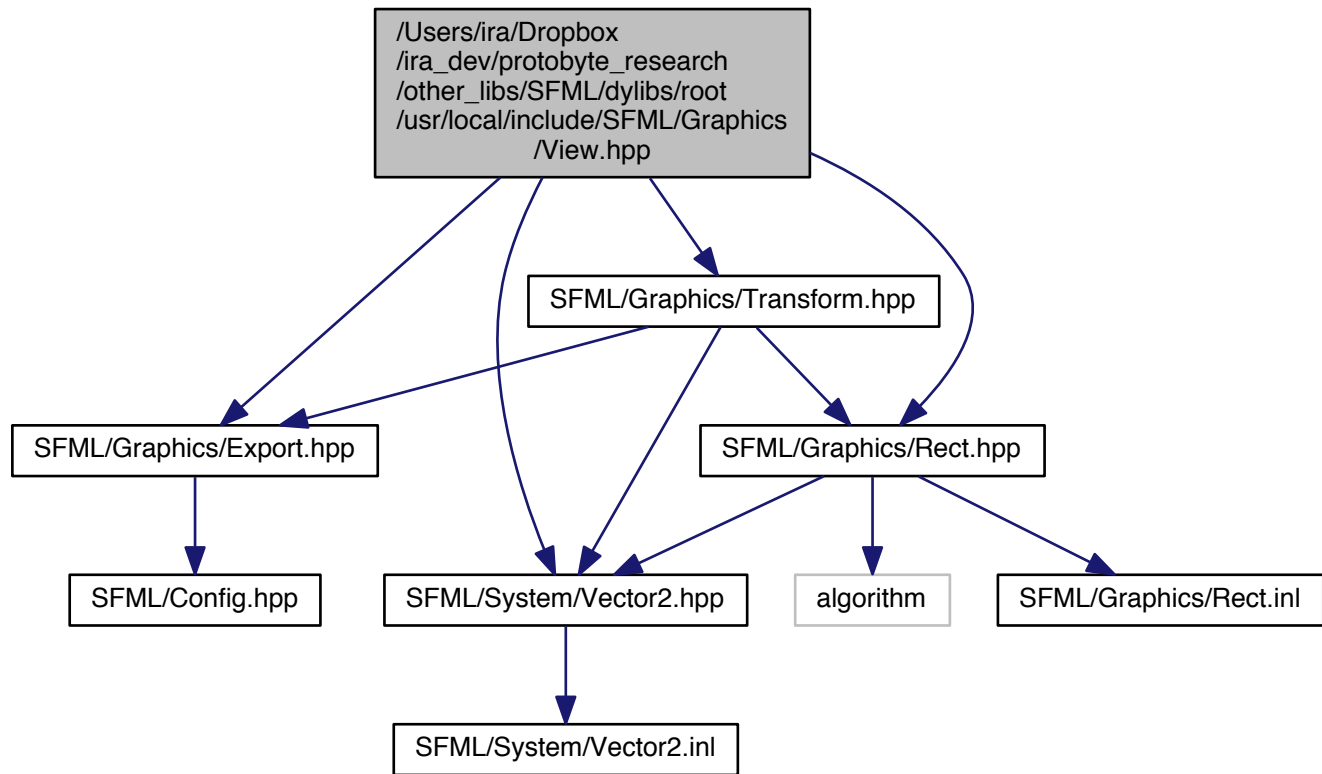 /Users/ira/Dropbox
/ira_dev/protobyte_research
/other_libs/SFML/dylibs/root
/usr/local/include/SFML/Graphics
/View.hpp
SFML/Graphics/Transform.hpp
SFML/Graphics/Export.hpp
SFML/Graphics/Rect.hpp
SFML/Config.hpp
SFML/System/Vector2.hpp
algorithm
SFML/Graphics/Rect.inl
SFML/System/Vector2.inl